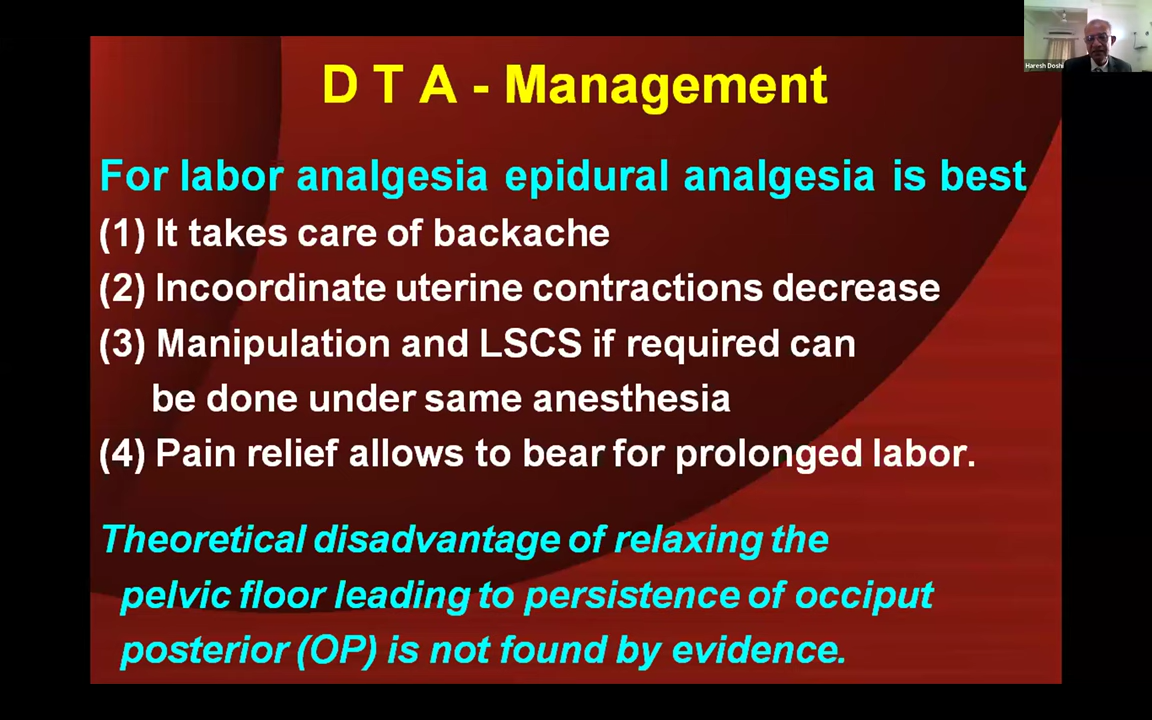 Haresh Doshi
D T A - Management
For labor analgesia epidural analgesia is best
(1) It takes care of backache
(2) Incoordinate uterine contractions decrease
(3) Manipulation and LSCS if required can
be done under same anesthesia
(4) Pain relief allows to bear for prolonged labor.
Theoretical disadvantage of relaxing the
pelvic floor leading to persistence of occiput
posterior (OP) is not found by evidence.